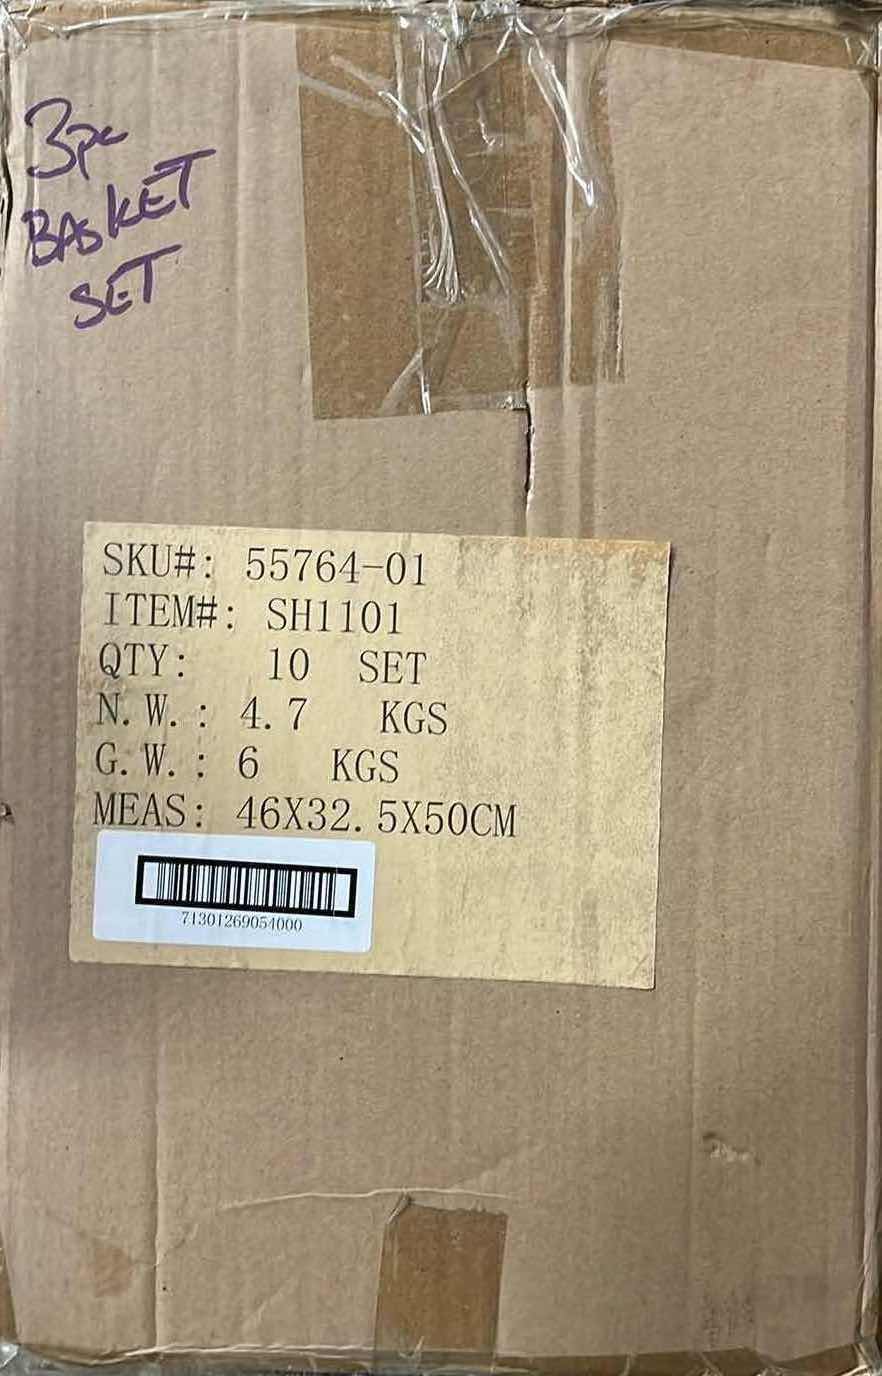 3pc
BASKET
SET
SKU#: 55764-01
ITEM#: SH1101
QTY: 10 SET
N.W.: 4.7 KGS
G.W.: 6 KGS
MEAS: 46X32.5X50CM
71301269054000